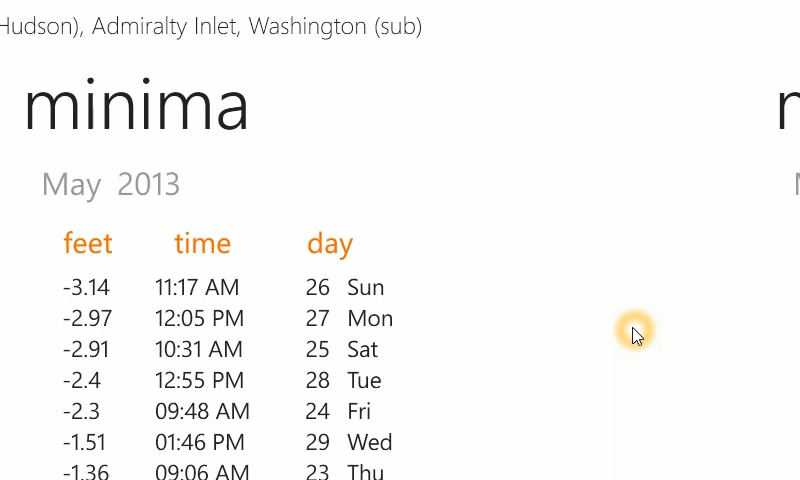 Hudson), Admiralty Inlet, Washington (sub)
minima
May 2013
feet time day
-3.14 11:17 AM 26 Sun
-2.97 12:05 PM 27 Mon
-2.91 10:31 AM 25 Sat
-2.4 12:55 PM 28 Tue
-2.3 09:48 AM 24 Fri
-1.51 01:46 PM 29 Wed
-1.36 09:06 AM 23 Thu